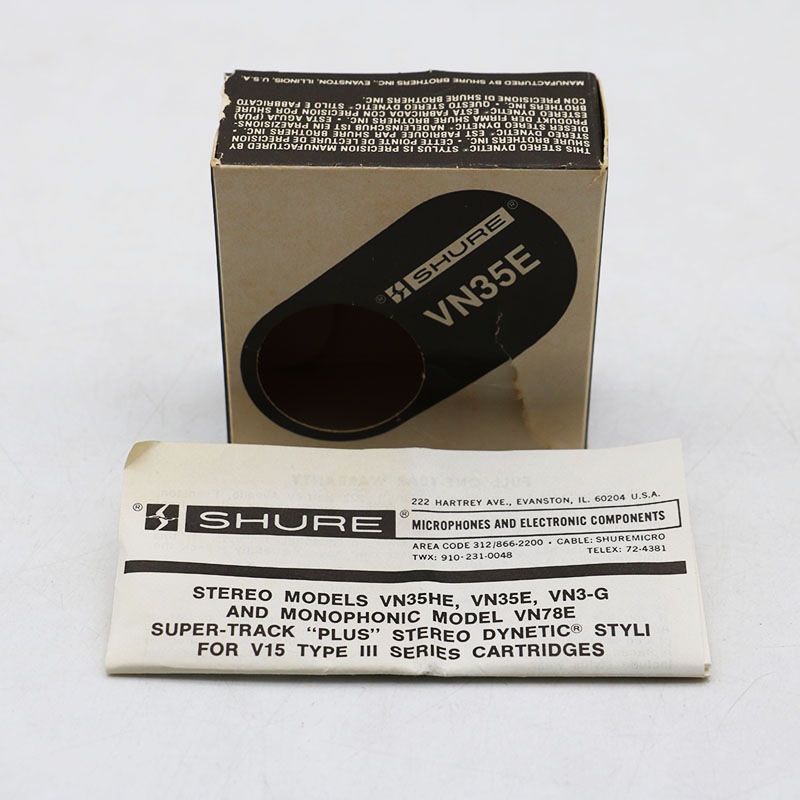 THIS STEREO DYNETIC® STYLUS IS PRECISION MANUFACTURED BY
SHURE BROTHERS INC. • CETTE POINTE DE LECTURE DE PRECISION
STEREO DYNETIC® EST FABRIQUEE PAR SHURE BROTHERS INC. •
DIESER STEREO DYNETIC® NADELEINSCHUB IST EIN PRAEZISIONS-
PRODUKT DER FIRMA SHURE BROTHERS INC. • ESTA AGUJA (PUA)
STEREO DYNETIC® ESTA FABRICADA CON PRECISION POR SHURE
BROTHERS INC. • QUESTO STEREO DYNETIC® STILO E FABRICATO
CON PRECISIONE DI SHURE BROTHERS INC.
MANUFACTURED BY SHURE BROTHERS INC., EVANSTON, ILLINOIS, U.S.A.
® SHURE ®
VN35E
® SHURE ®
222 HARTREY AVE., EVANSTON, IL. 60204 U.S.A.
MICROPHONES AND ELECTRONIC COMPONENTS
AREA CODE 312/866-2200 • CABLE: SHUREMICRO
TWX: 910-231-0048 TELEX: 72-4381
STEREO MODELS VN35HE, VN35E, VN3-G
AND MONOPHONIC MODEL VN78E
SUPER-TRACK "PLUS" STEREO DYNETIC® STYLI
FOR V15 TYPE III SERIES CARTRIDGES